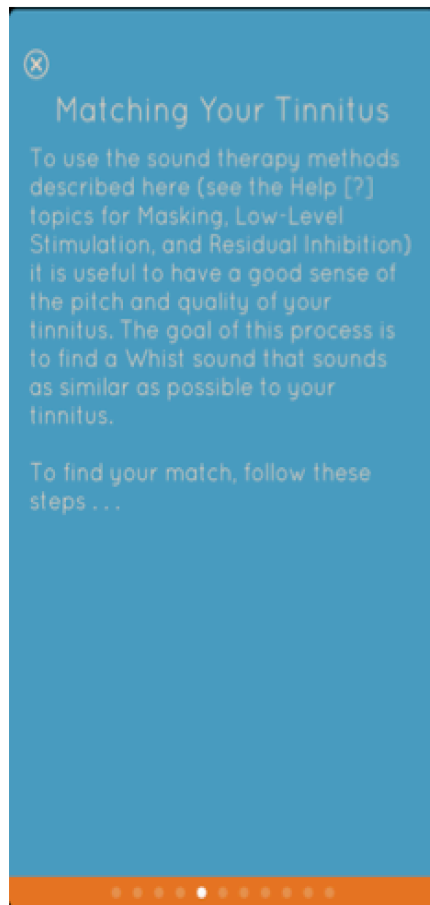 Matching Your Tinnitus
To use the sound therapy methods
described here (see the Help [?]
topics for Masking, Low-Level
Stimulation, and Residual Inhibition)
it is useful to have a good sense of
the pitch and quality of your
tinnitus. The goal of this process is
to find a Whist sound that sounds
as similar as possible to your
tinnitus.
To find your match, follow these
steps . . .